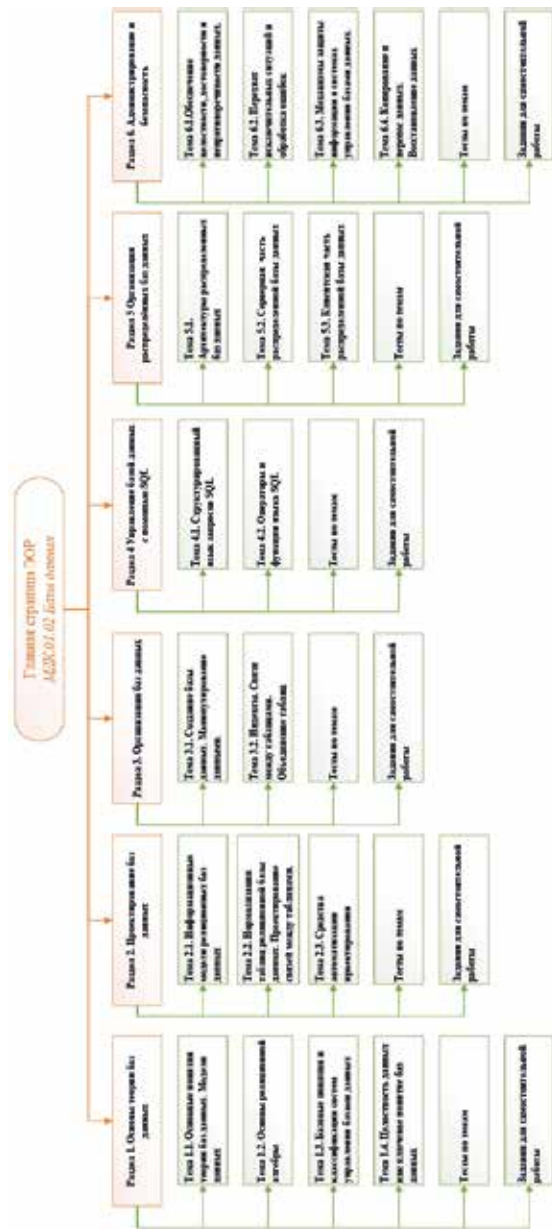 Главная страница ЭОР
МДК.01.02 Базы данных
Раздел 1. Основы теории баз
данных
Тема 1.1. Основные понятия
теории баз данных. Модели
данных
Тема 1.2. Основы реляционной
алгебры
Тема 1.3. Базовые понятия и
классификация систем
управления базами данных
Тема 1.4. Целостность данных
как ключевое понятие баз
данных
Тесты по темам
Задания для самостоятельной
работы
Раздел 2. Проектирование баз
данных
Тема 2.1. Информационные
модели реляционных баз
данных
Тема 2.2. Нормализация
таблиц реляционной базы
данных. Проектирование
связей между таблицами.
Тема 2.3. Средства
автоматизации
проектирования
Тесты по темам
Задания для самостоятельной
работы
Раздел 3. Организация баз данных
Тема 3.1. Создание базы
данных. Манипулирование
данными.
Тема 3.2. Индексы. Связи
между таблицами.
Объединение таблиц
Тесты по темам
Задания для самостоятельной
работы
Раздел 4 Управление базой данных
с помощью SQL
Тема 4.1. Структурированный
язык запросов SQL
Тема 4.2. Операторы и
функции языка SQL
Тесты по темам
Задания для самостоятельной
работы
Раздел 5 Организация
распределённых баз данных
Тема 5.1.
Архитектуры распределенных
баз данных
Тема 5.2. Серверная часть
распределенной базы данных
Тема 5.3. Клиентская часть
распределенной базы данных
Тесты по темам
Задания для самостоятельной
работы
Раздел 6. Администрирование и
безопасность
Тема 6.1.Обеспечение
целостности, достоверности и
непротиворечивости данных.
Тема 6.2. Перехват
исключительных ситуаций и
обработка ошибок.
Тема 6.3. Механизмы защиты
информации в системах
управления базами данных.
Тема 6.4. Копирование и
перенос данных.
Восстановление данных.
Тесты по темам
Задания для самостоятельной
работы